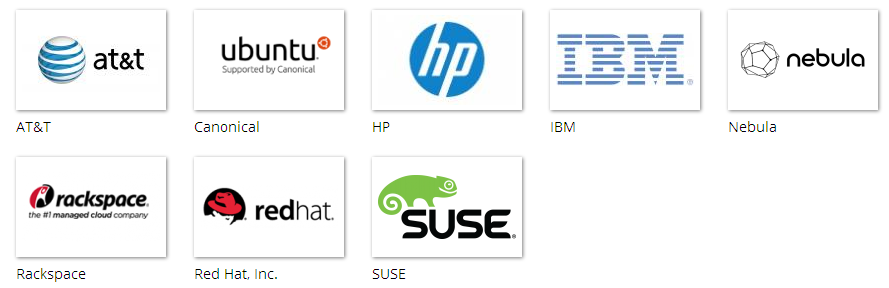 at&t
ubuntu®
Supported by Canonical
hp
IBM®
nebula
AT&T
Canonical
HP
IBM
Nebula
rackspace®
the #1 managed cloud company
redhat.
SUSE®
Rackspace
Red Hat, Inc.
SUSE